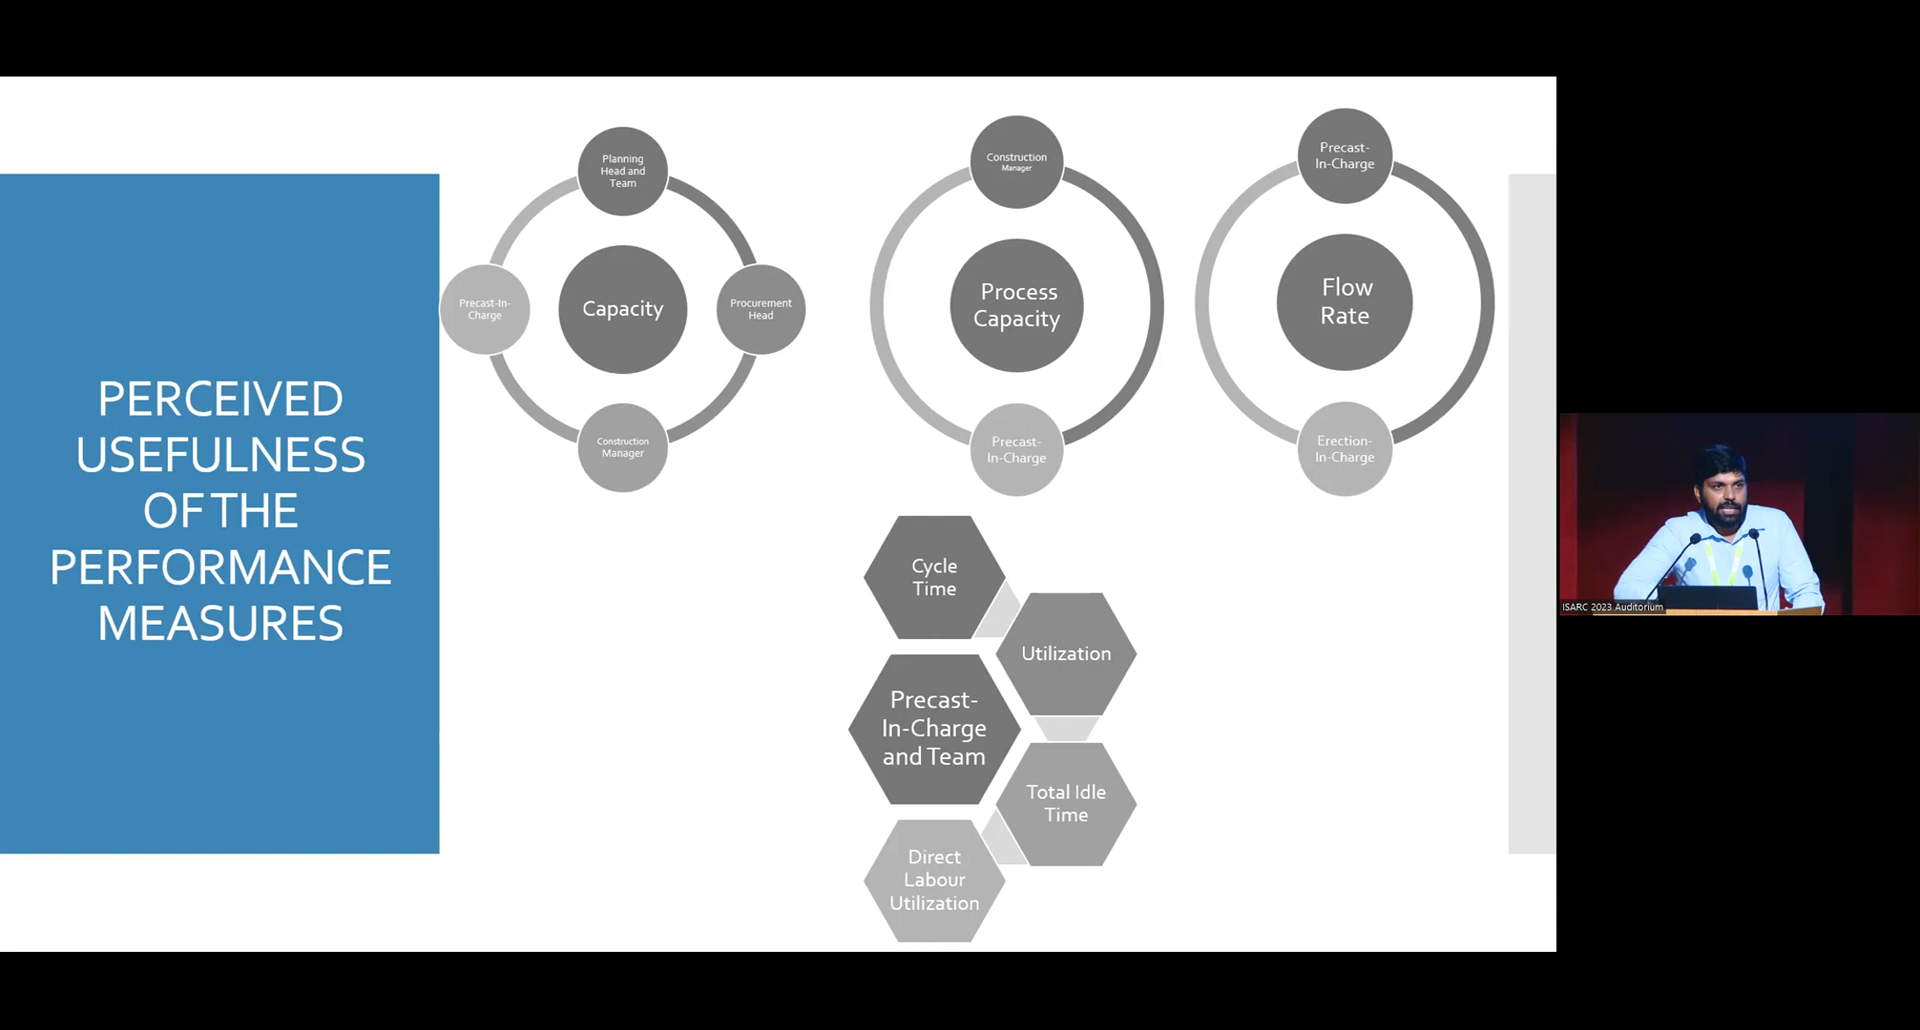 PERCEIVED
USEFULNESS
OF THE
PERFORMANCE
MEASURES
Planning
Head and
Team
Precast-In-
Charge
Capacity
Procurement
Head
Construction
Manager
Construction
Manager
Process
Capacity
Precast-
In-Charge
Precast-
In-Charge
Flow
Rate
Erection-
In-Charge
Cycle
Time
Utilization
Precast-
In-Charge
and Team
Total Idle
Time
Direct
Labour
Utilization
ISARC 2023 Auditorium